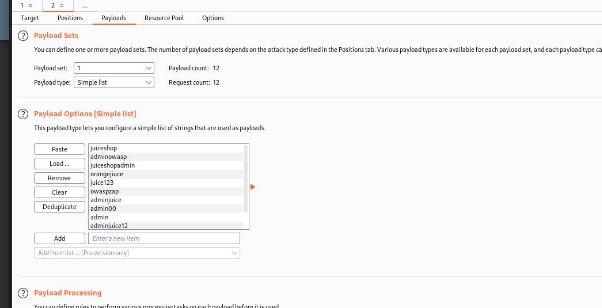 1 × 2 × ...
Target Positions Payloads Resource Pool Options
? Payload Sets
You can define one or more payload sets. The number of payload sets depends on the attack type defined in the Positions tab. Various payload types are available for each payload set, and each payload type ca
Payload set: 1 Payload count: 12
Payload type: Simple list Request count: 12
? Payload Options [Simple list]
This payload type lets you configure a simple list of strings that are used as payloads.
Paste
Load ...
Remove
Clear
Deduplicate
juiceshop
adminowasp
juiceshopadmin
orangejuice
juice123
owaspzap
adminjuice
admin00
admin
adminjuice12
Add Enter a new item
Add from list ... [Pro version only]
? Payload Processing
You can define rules to perform various processing tasks on each payload before it is used.